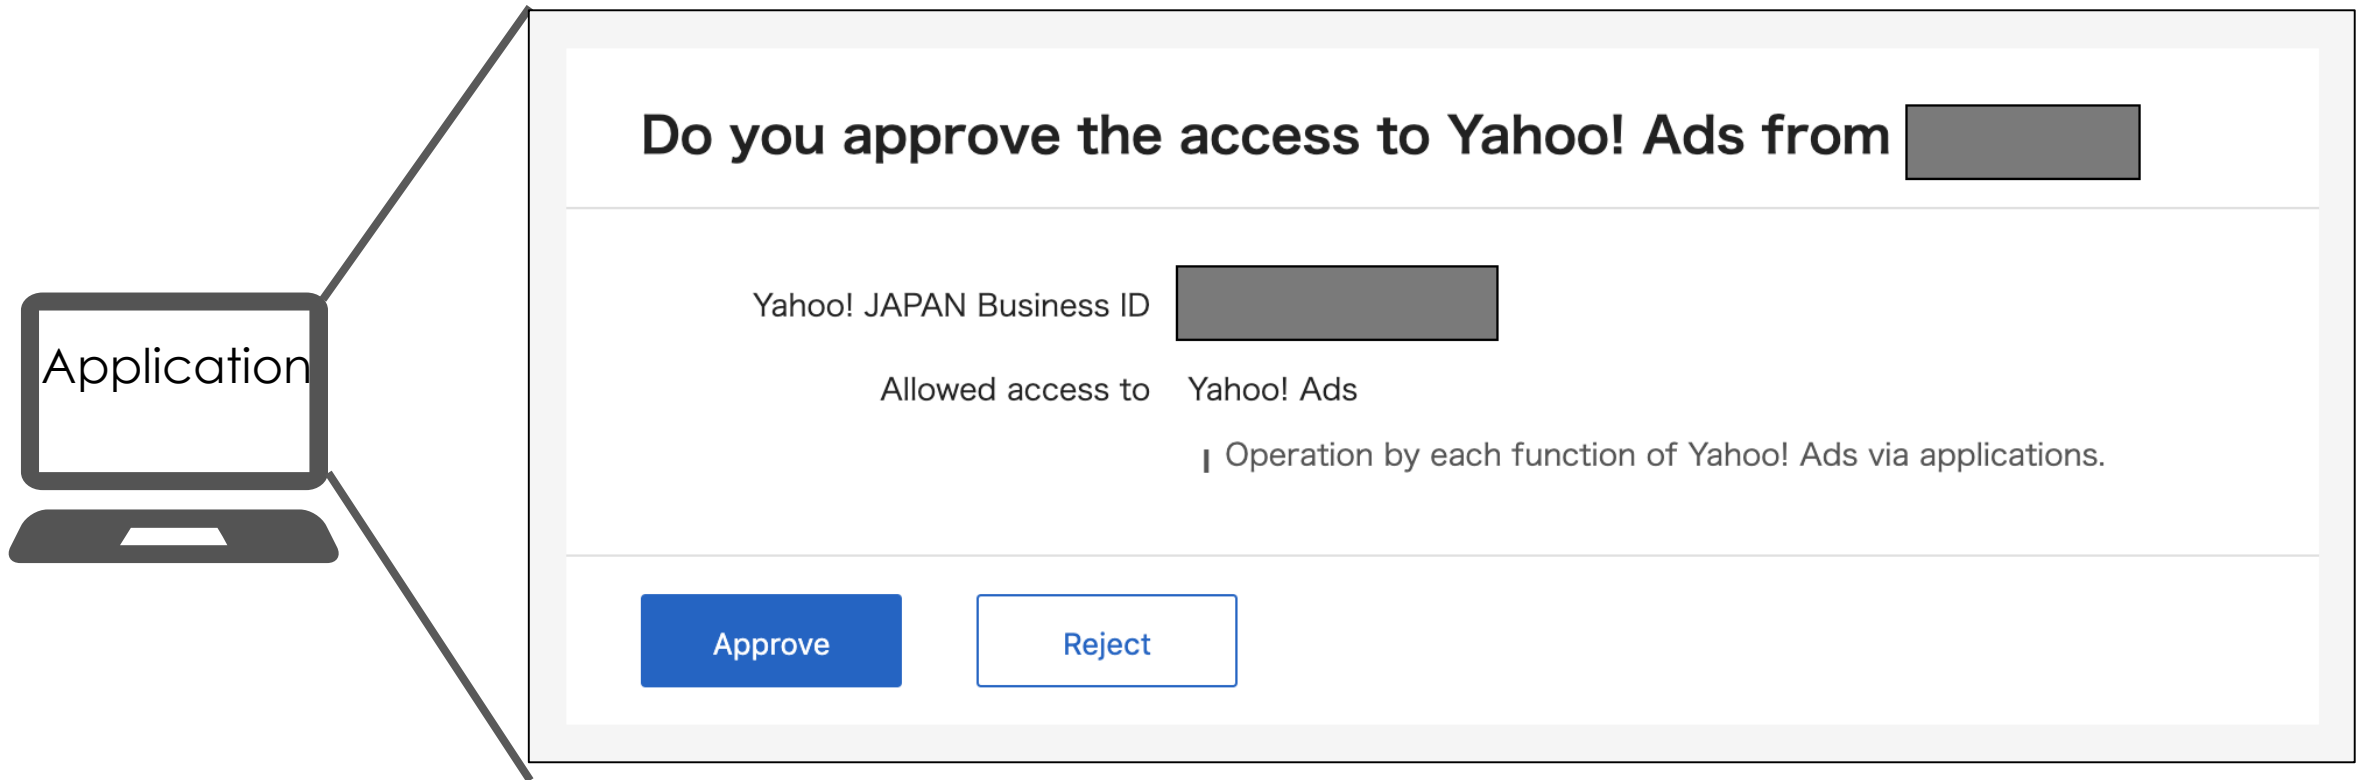 Application
Do you approve the access to Yahoo! Ads from
Yahoo! JAPAN Business ID
Allowed access to Yahoo! Ads
Operation by each function of Yahoo! Ads via applications.
Approve Reject